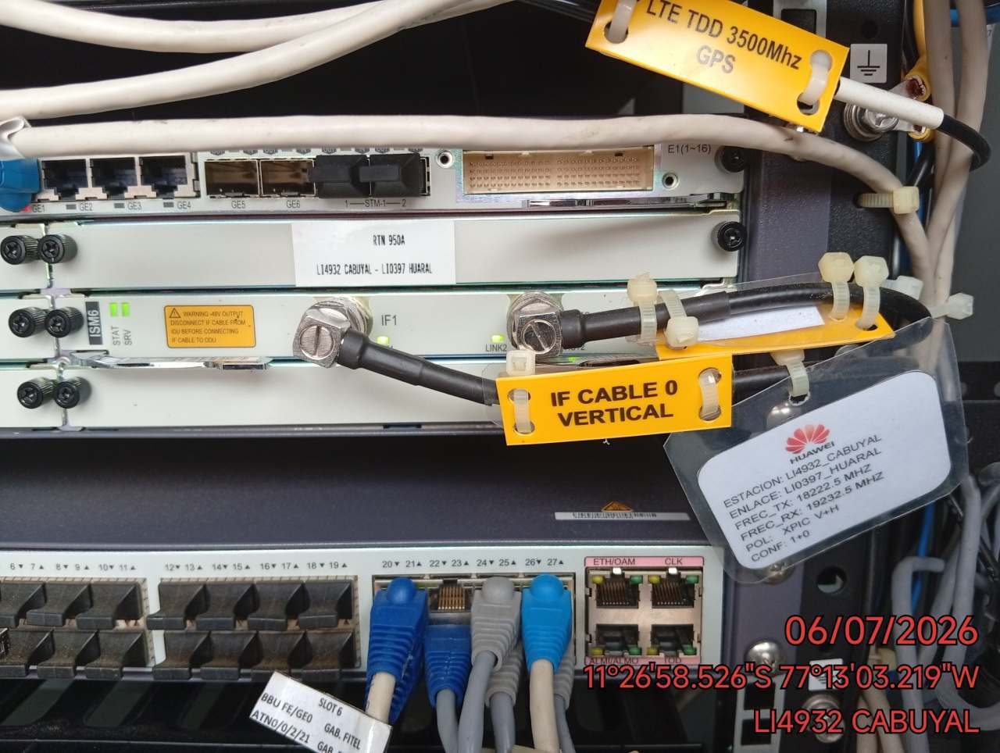 LTE TDD 3500Mhz
GPS
E1(1~16)
GE1 GE2 GE3 GE4 GE5 GE6 1 STM-1 2
RTN 950A
LI4932 CABUYAL - LI0397 HUARAL
ISM6
STAT
SRV
WARNING -48V OUTPUT
DISCONNECT IF CABLE FROM
IDU BEFORE CONNECTING
IF CABLE TO ODU
IF1
LINK2
IF CABLE 0
VERTICAL
HUAWEI
ESTACION: LI4932_CABUYAL
ENLACE: LI0397_HUARAL
FREC_TX: 18222.5 MHZ
FREC_RX: 19232.5 MHZ
POL: XPIC V+H
CONF: 1+0
6▼ 7▲ 8▼ 9▲ 10▼ 11▲ 12▼ 13▲ 14▼ 15▲ 16▼ 17▲ 18▼ 19▲ 20▼ 21▲ 22▼ 23▲ 24▼ 25▲ 26▼ 27▲
ETH/OAM CLK
ALMI/ALMO TOD
SLOT 6
BBU FE/GE0 GAB. FITEL
ATN0/0/2/21 GAB.
06/07/2026
11°26'58.526"S 77°13'03.219"W
LI4932 CABUYAL